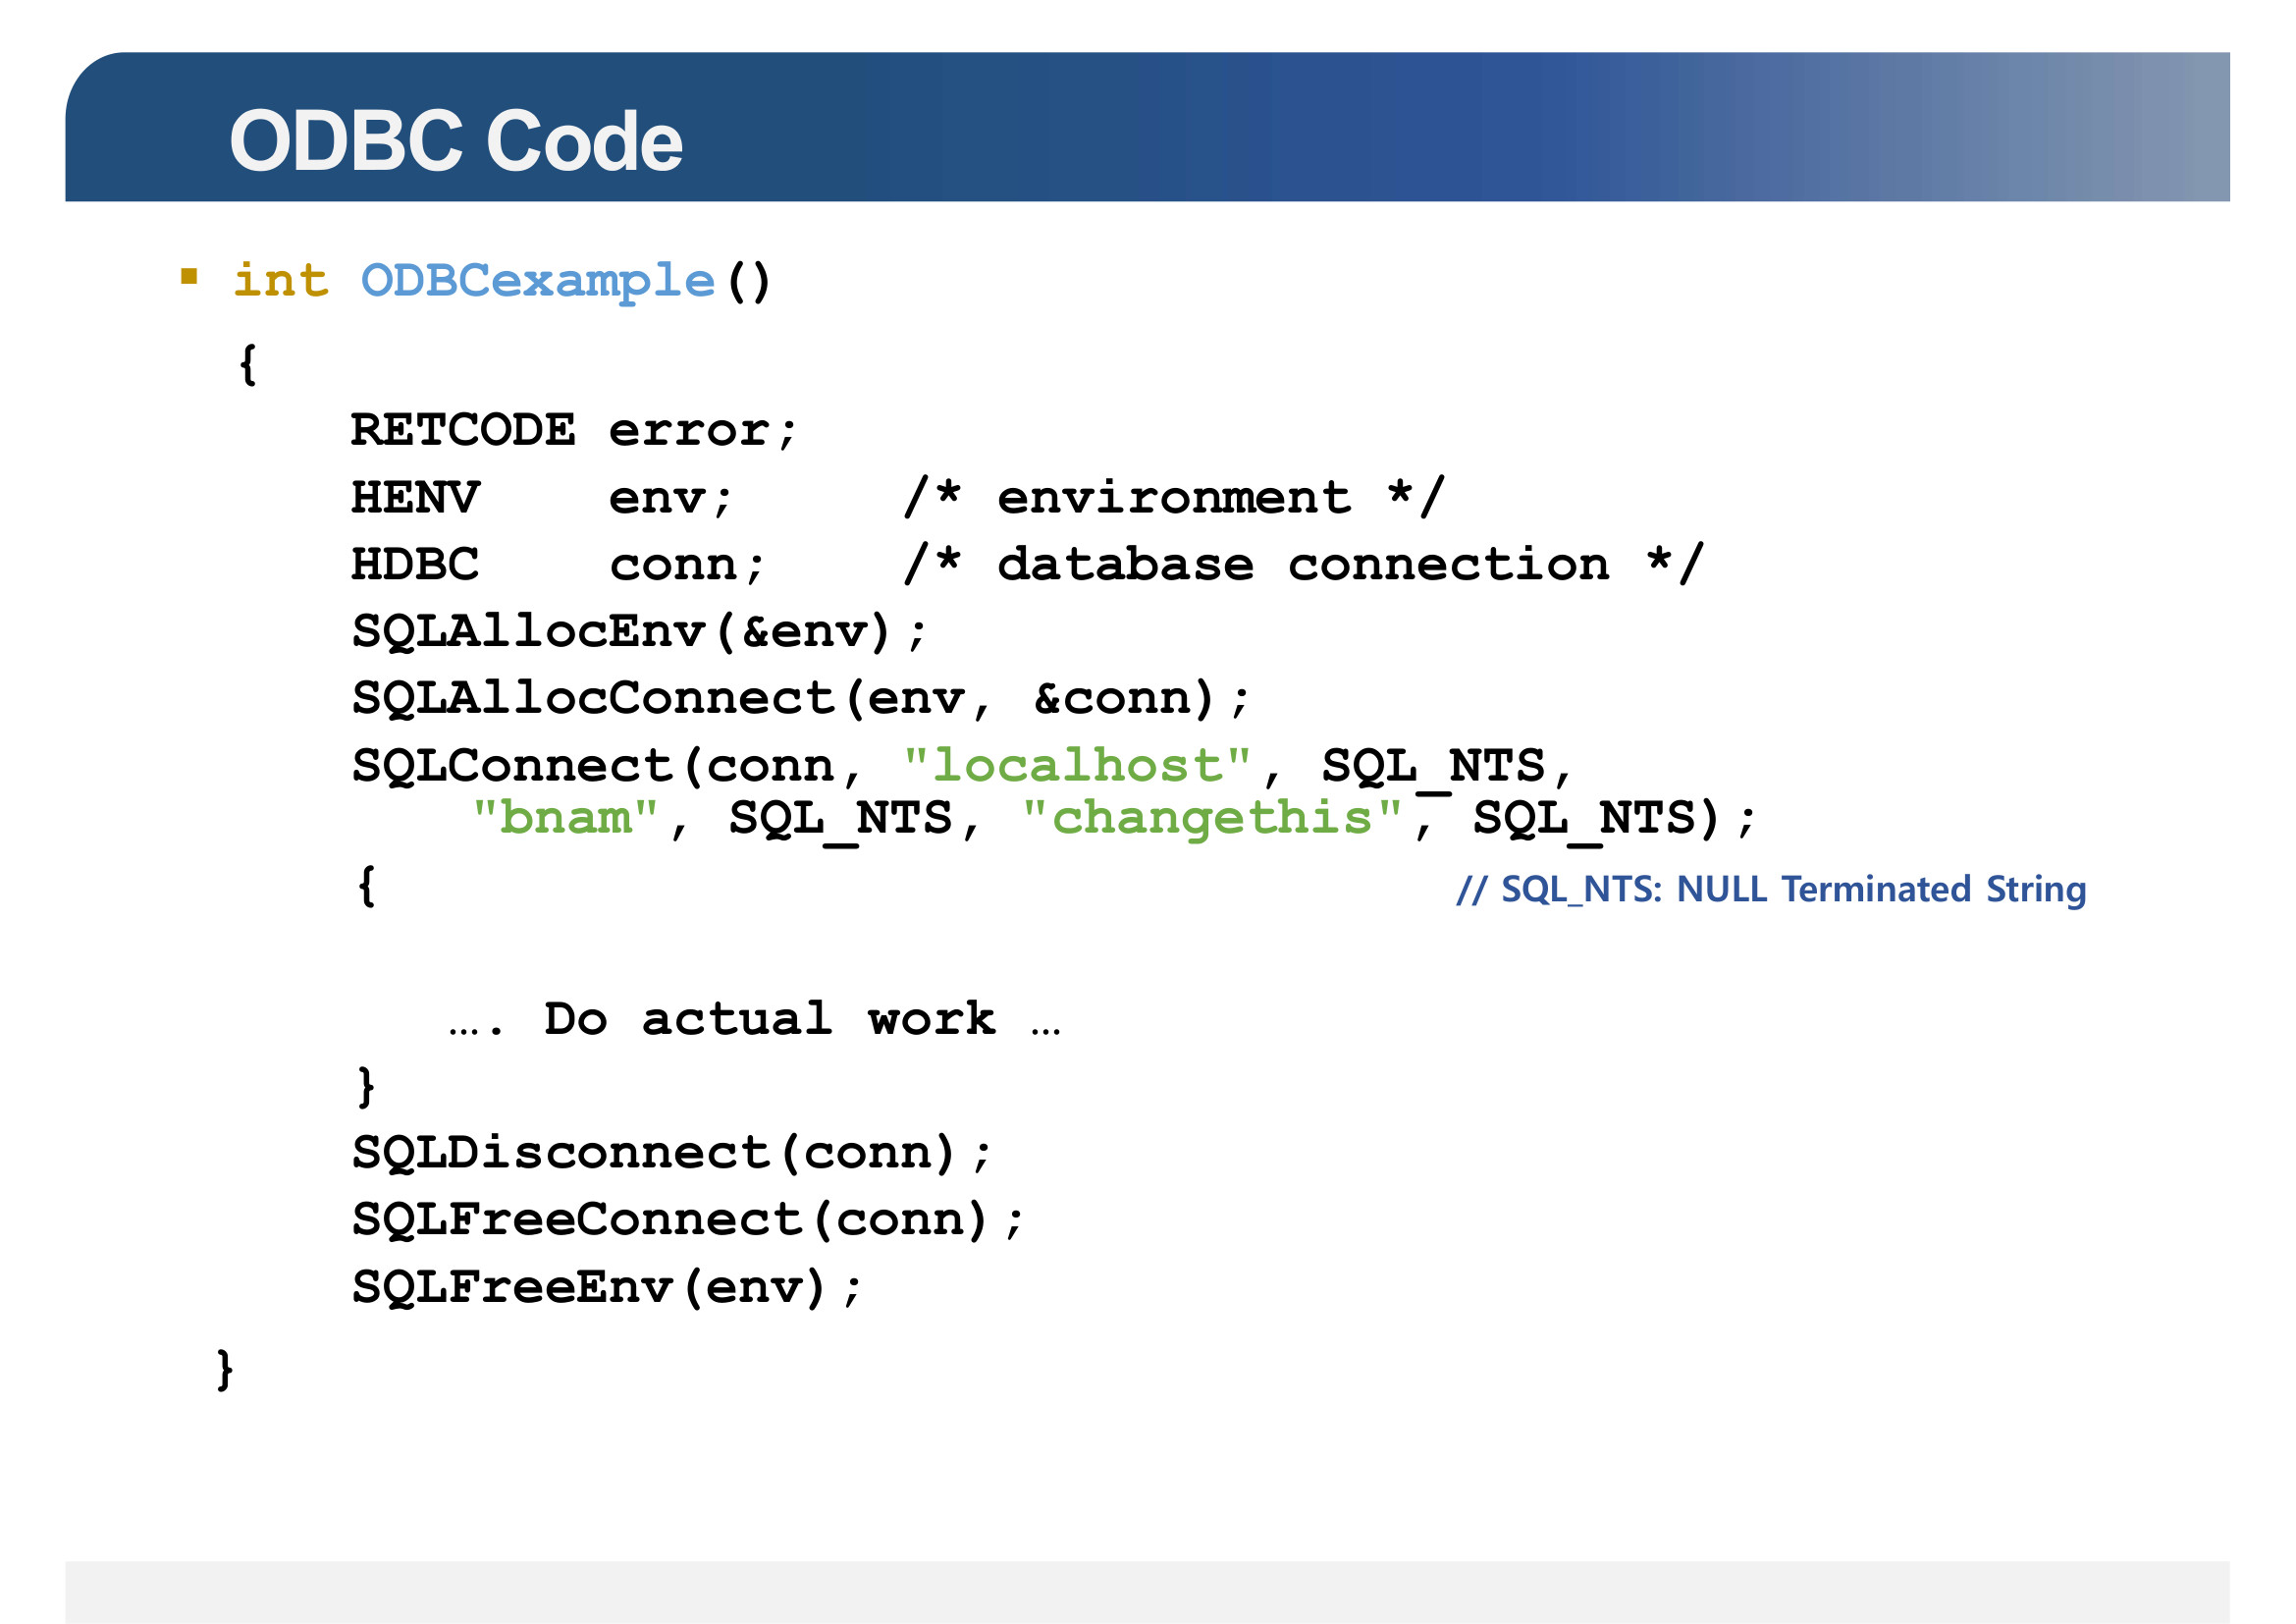 ODBC Code
▪ int ODBCexample()
{
RETCODE error;
HENV    env;     /* environment */
HDBC    conn;    /* database connection */
SQLAllocEnv(&env);
SQLAllocConnect(env, &conn);
SQLConnect(conn, "localhost", SQL_NTS,
"bnam", SQL_NTS, "changethis", SQL_NTS);
{ // SQL_NTS: NULL Terminated String
…. Do actual work …
}
SQLDisconnect(conn);
SQLFreeConnect(conn);
SQLFreeEnv(env);
}